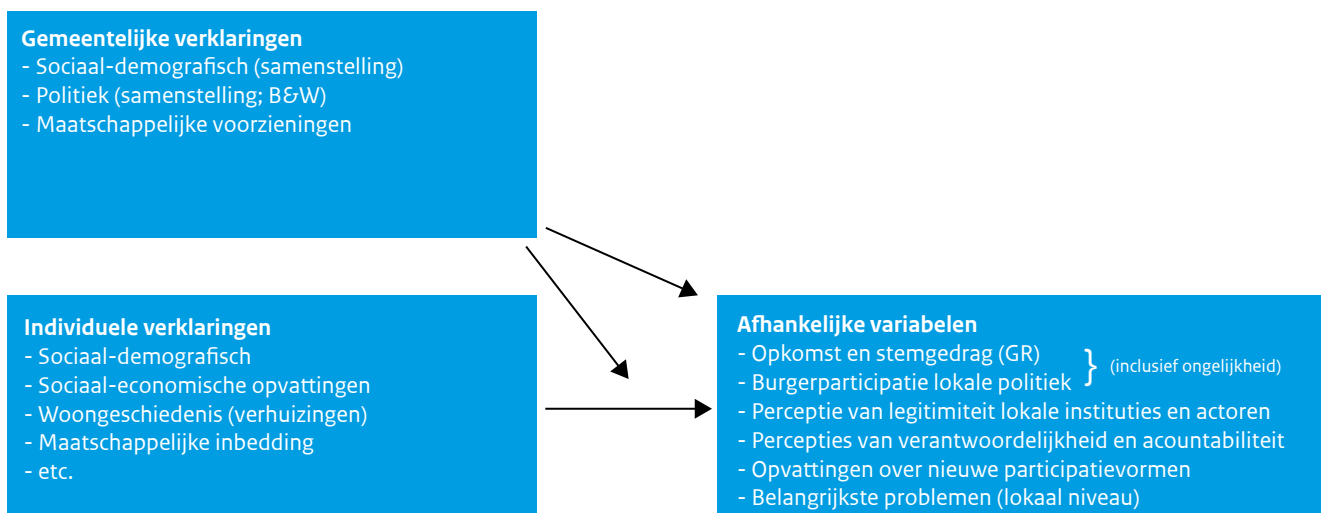 Gemeentelijke verklaringen
- Sociaal-demografisch (samenstelling)
- Politiek (samenstelling; B&W)
- Maatschappelijke voorzieningen
Individuele verklaringen
- Sociaal-demografisch
- Sociaal-economische opvattingen
- Woongeschiedenis (verhuizingen)
- Maatschappelijke inbedding
- etc.
Afhankelijke variabelen
- Opkomst en stemgedrag (GR)
- Burgerparticipatie lokale politiek
} (inclusief ongelijkheid)
- Perceptie van legitimiteit lokale instituties en actoren
- Percepties van verantwoordelijkheid en acountabiliteit
- Opvattingen over nieuwe participatievormen
- Belangrijkste problemen (lokaal niveau)